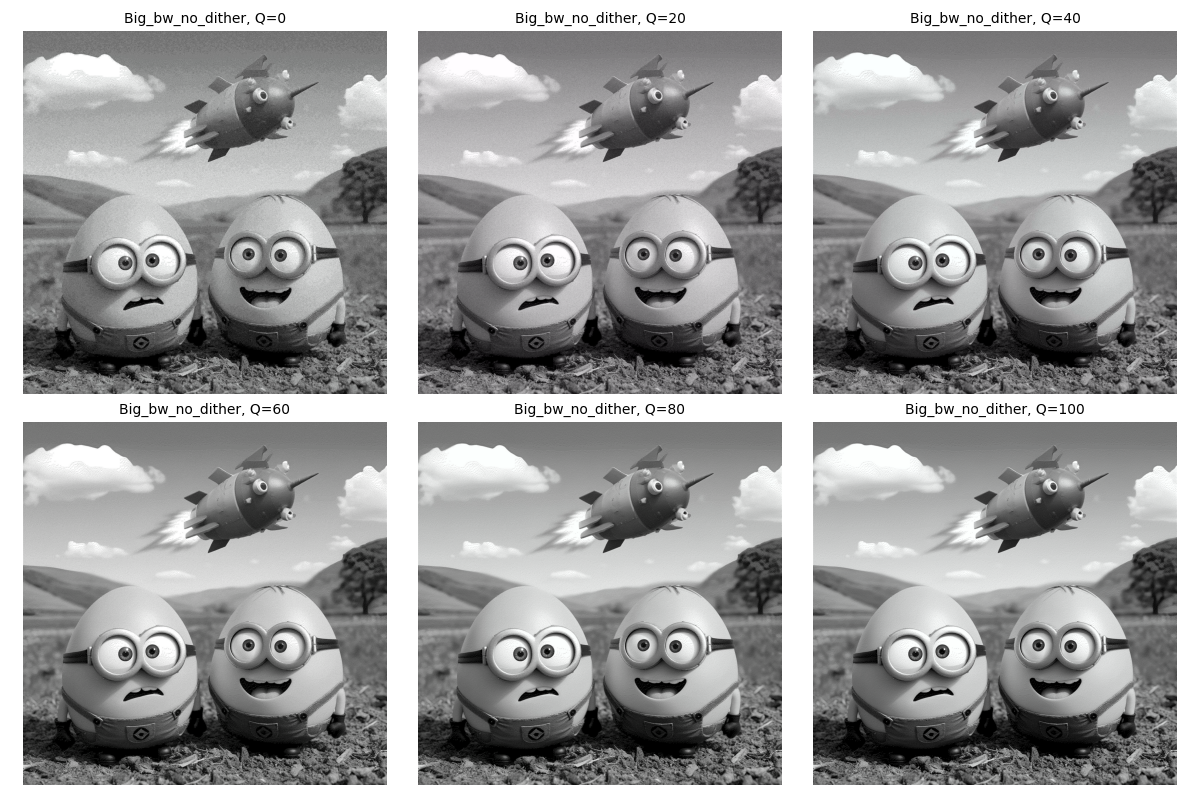 Big_bw_no_dither, Q=0
Big_bw_no_dither, Q=20
Big_bw_no_dither, Q=40
Big_bw_no_dither, Q=60
Big_bw_no_dither, Q=80
Big_bw_no_dither, Q=100